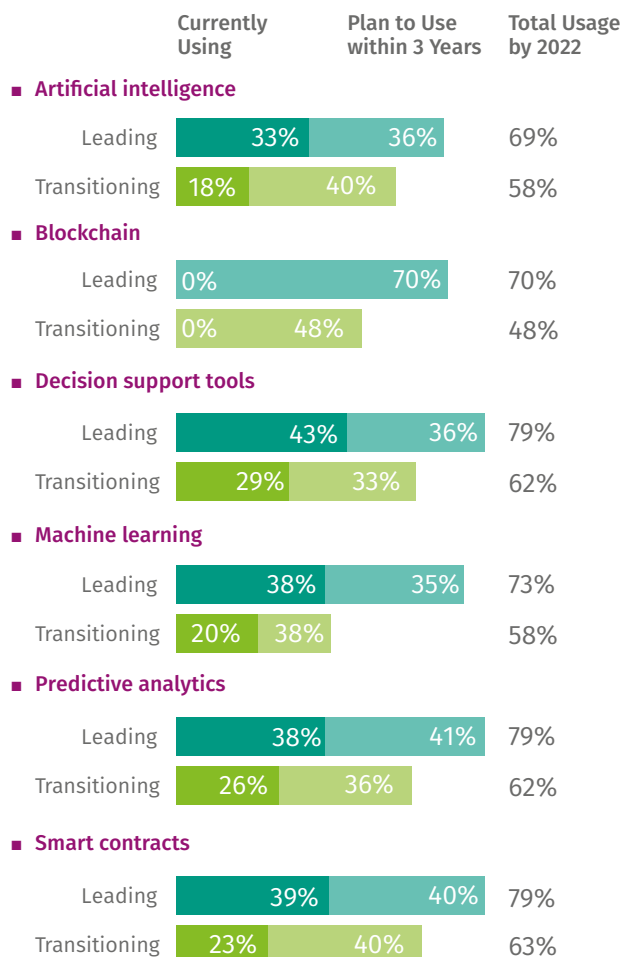 Currently Using
Plan to Use within 3 Years
Total Usage by 2022
Artificial intelligence
Leading 33% 36% 69%
Transitioning 18% 40% 58%
Blockchain
Leading 0% 70% 70%
Transitioning 0% 48% 48%
Decision support tools
Leading 43% 36% 79%
Transitioning 29% 33% 62%
Machine learning
Leading 38% 35% 73%
Transitioning 20% 38% 58%
Predictive analytics
Leading 38% 41% 79%
Transitioning 26% 36% 62%
Smart contracts
Leading 39% 40% 79%
Transitioning 23% 40% 63%